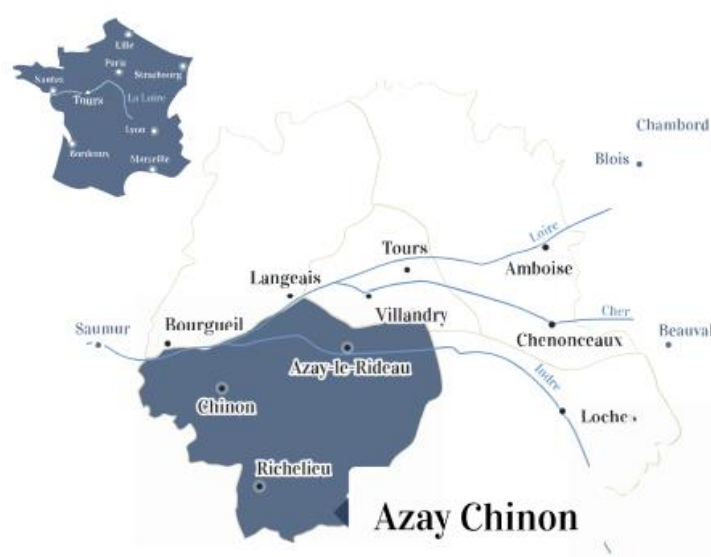 Lille
Paris
Strasbourg
Nantes
La Loire
Tours
Lyon
Bordeaux
Marseille
Chambord
Blois
Loire
Tours
Amboise
Langeais
Cher
Villandry
Bourgueil
Saumur
Chenonceaux
Beauval
Azay-le-Rideau
Indre
Chinon
Loches
Richelieu
Azay Chinon